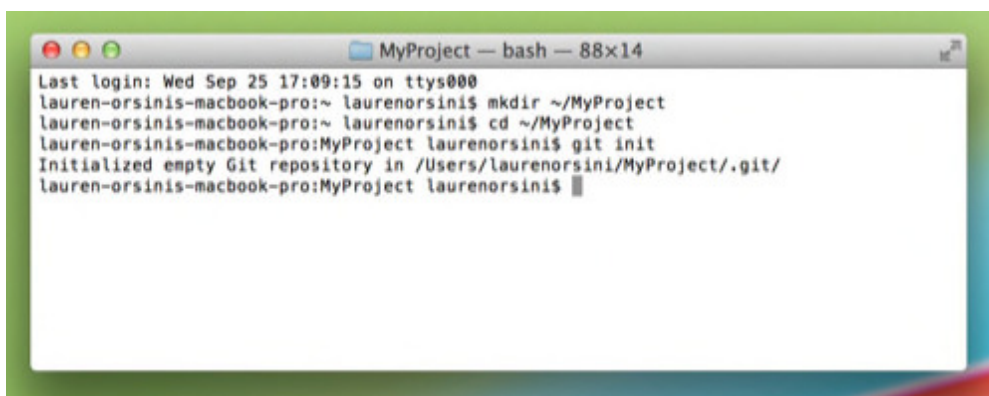 MyProject — bash — 88×14
Last login: Wed Sep 25 17:09:15 on ttys000
lauren-orsinis-macbook-pro:~ laurenorsini$ mkdir ~/MyProject
lauren-orsinis-macbook-pro:~ laurenorsini$ cd ~/MyProject
lauren-orsinis-macbook-pro:MyProject laurenorsini$ git init
Initialized empty Git repository in /Users/laurenorsini/MyProject/.git/
lauren-orsinis-macbook-pro:MyProject laurenorsini$